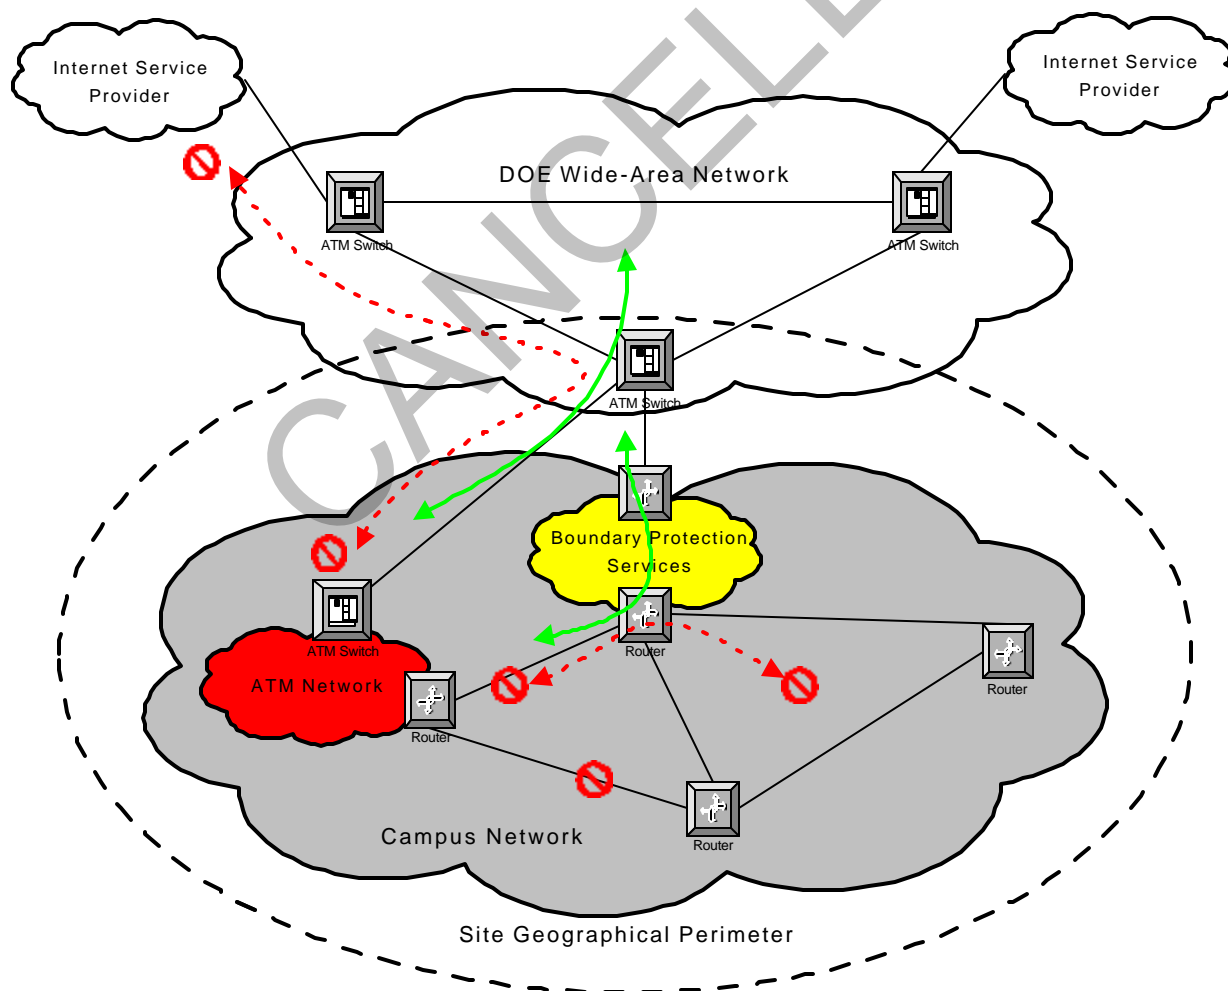 Internet Service
Provider
Internet Service
Provider
DOE Wide-Area Network
ATM Switch
ATM Switch
ATM Switch
CANCELL
Boundary Protection
Services
Router
ATM Switch
ATM Network
Router
Router
Router
Campus Network
Site Geographical Perimeter